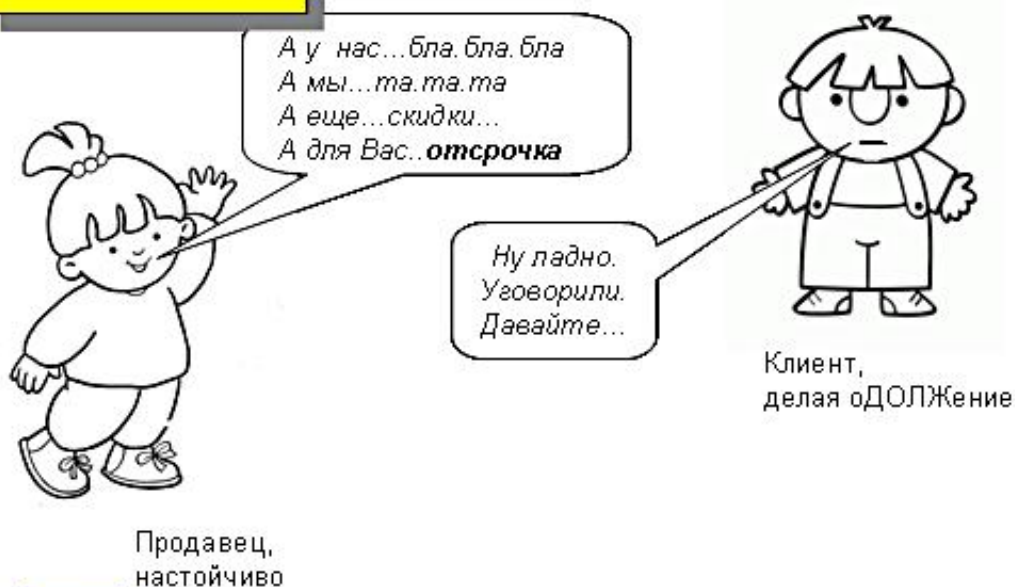 А у нас...бла.бла.бла
А мы...та.та.та
А еще...скидки...
А для Вас..отсрочка
Ну ладно.
Уговорили.
Давайте...
Клиент,
делая оДОЛЖение
Продавец,
настойчиво